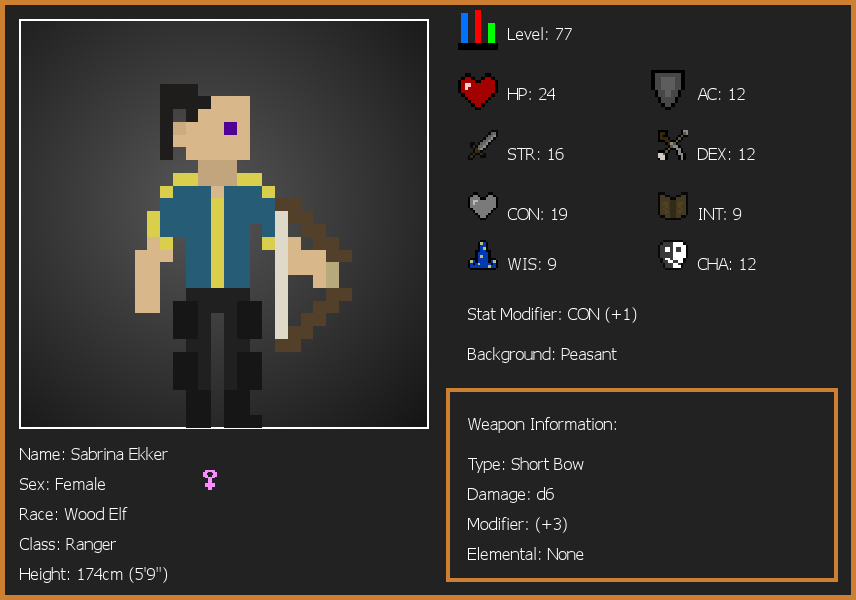 Level: 77
HP: 24
AC: 12
STR: 16
DEX: 12
CON: 19
INT: 9
WIS: 9
CHA: 12
Stat Modifier: CON (+1)
Background: Peasant
Weapon Information:
Type: Short Bow
Damage: d6
Modifier: (+3)
Elemental: None
Name: Sabrina Ekker
Sex: Female
Race: Wood Elf
Class: Ranger
Height: 174cm (5'9")